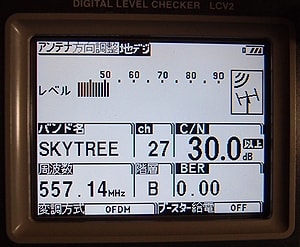 DIGITAL LEVEL CHECKER LCV2
アンテナ方向調整 地デジ
50 60 70 80 90
レベル
バンド名 ch C/N
SKYTREE 27 30.0 以上 dB
周波数 階層 BER
557.14 MHz B 0.00
変調方式 OFDM ブースター給電 OFF